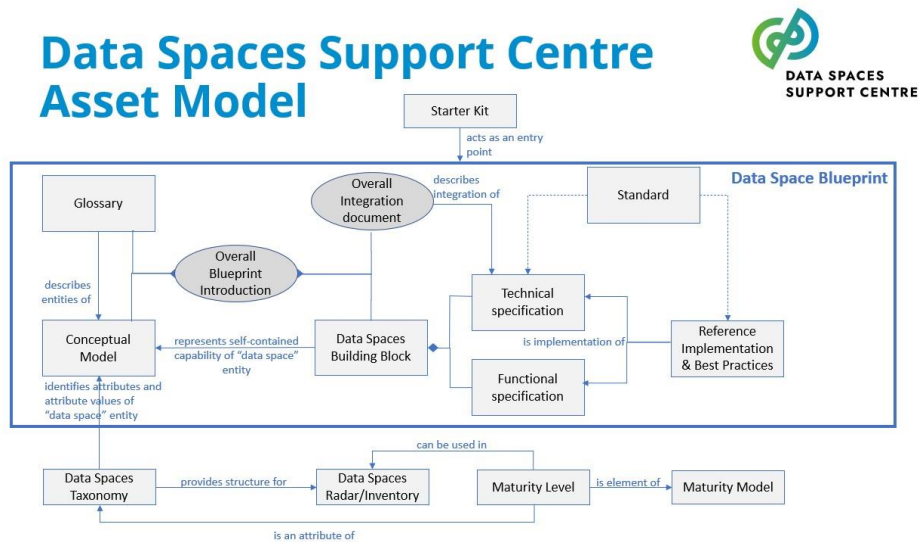 Data Spaces Support Centre
Asset Model
DATA SPACES
SUPPORT CENTRE
Starter Kit
acts as an entry
point
Data Space Blueprint
Glossary
Overall
Integration
document
describes
integration of
Standard
Overall
Blueprint
Introduction
describes
entities of
Technical
specification
Conceptual
Model
represents self-contained
capability of "data space"
entity
Data Spaces
Building Block
is implementation of
Reference
Implementation
& Best Practices
Functional
specification
identifies attributes and
attribute values of
"data space" entity
can be used in
Data Spaces
Taxonomy
provides structure for
Data Spaces
Radar/Inventory
Maturity Level
is element of
Maturity Model
is an attribute of